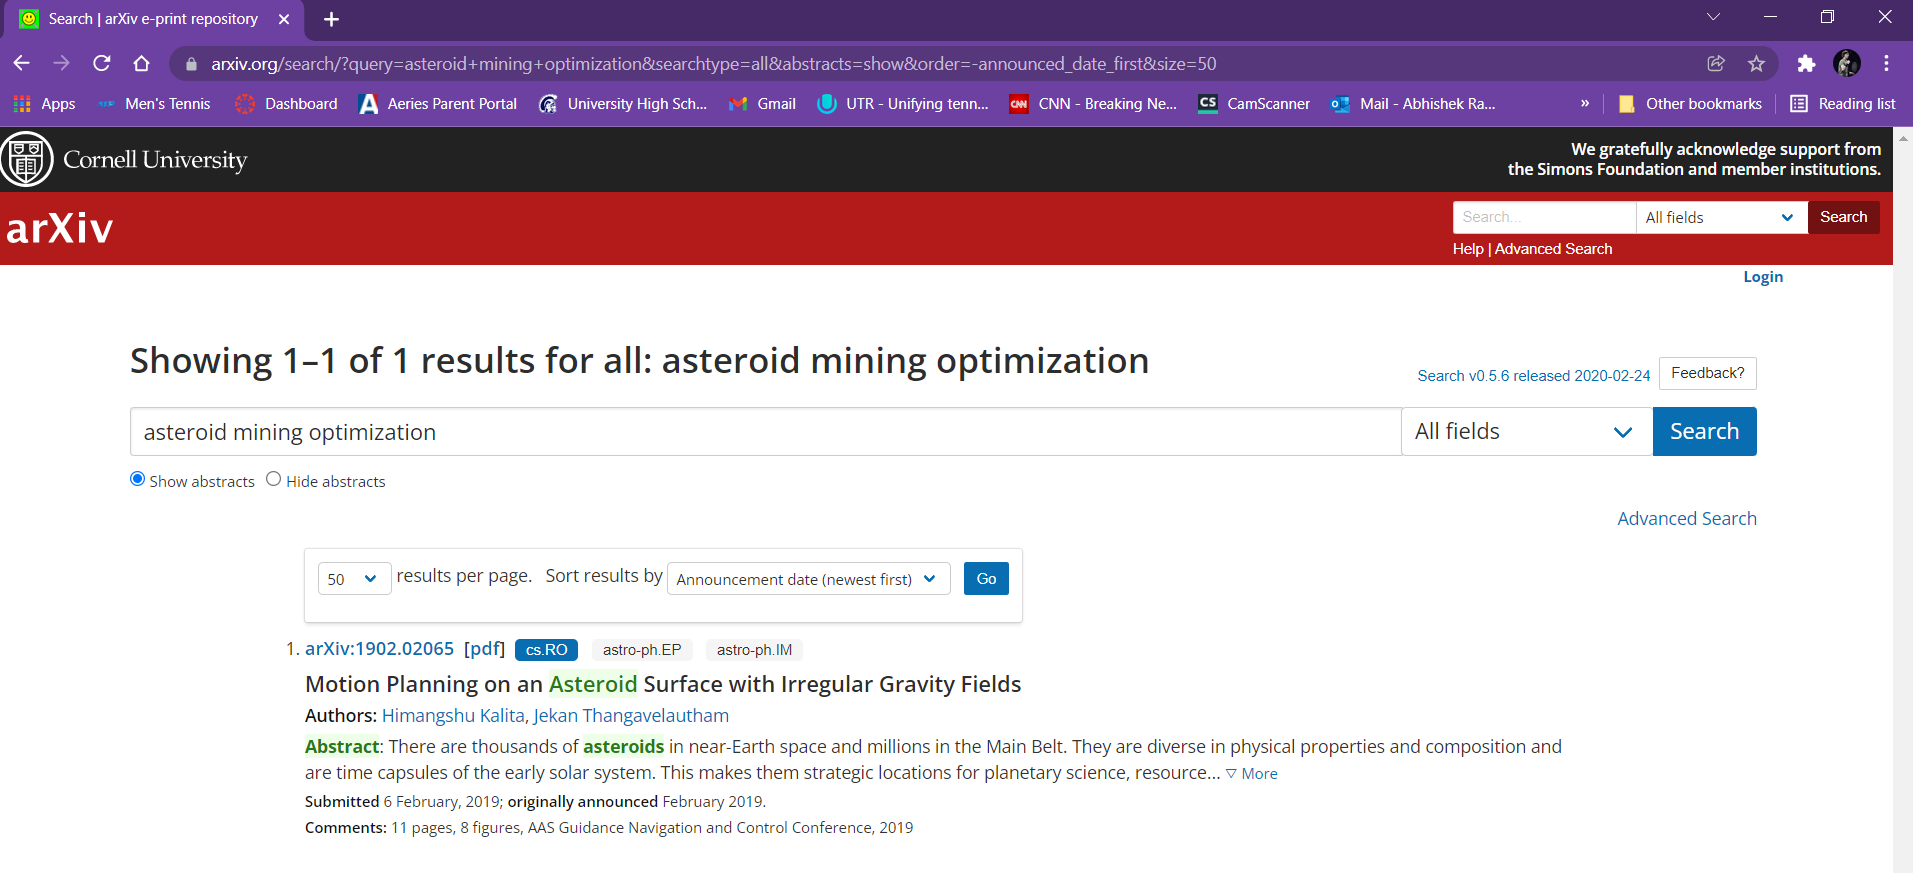 Search | arXiv e-print repository
arxiv.org/search/?query=asteroid+mining+optimization&searchtype=all&abstracts=show&order=-announced_date_first&size=50
Apps Men's Tennis Dashboard Aeries Parent Portal University High Sch... Gmail UTR - Unifying tenn... CNN - Breaking Ne... CamScanner Mail - Abhishek Ra... » Other bookmarks Reading list
Cornell University
We gratefully acknowledge support from
the Simons Foundation and member institutions.
arXiv
Search... All fields Search
Help | Advanced Search
Login
Showing 1–1 of 1 results for all: asteroid mining optimization
Search v0.5.6 released 2020-02-24 Feedback?
asteroid mining optimization All fields Search
Show abstracts Hide abstracts
Advanced Search
50 results per page. Sort results by Announcement date (newest first) Go
1. arXiv:1902.02065 [pdf] cs.RO astro-ph.EP astro-ph.IM
Motion Planning on an Asteroid Surface with Irregular Gravity Fields
Authors: Himangshu Kalita, Jekan Thangavelautham
Abstract: There are thousands of asteroids in near-Earth space and millions in the Main Belt. They are diverse in physical properties and composition and
are time capsules of the early solar system. This makes them strategic locations for planetary science, resource... ▽ More
Submitted 6 February, 2019; originally announced February 2019.
Comments: 11 pages, 8 figures, AAS Guidance Navigation and Control Conference, 2019